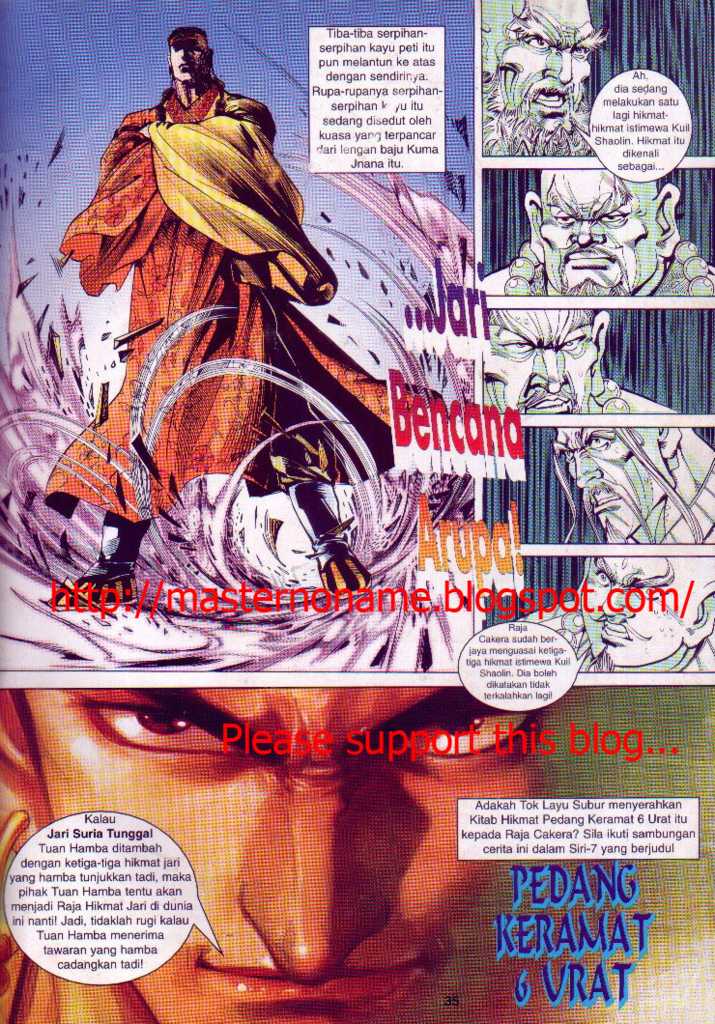 Tiba-tiba serpihan-
serpihan kayu peti itu
pun melantun ke atas
dengan sendirinya.
Rupa-rupanya serpihan-
serpihan kayu itu
sedang disedut oleh
kuasa yang terpancar
dari lengan baju Kuma
Jnana itu.
Ah,
dia sedang
melakukan satu
lagi hikmat-
hikmat istimewa Kuil
Shaolin. Hikmat itu
dikenali
sebagai...
...Jari
Bencana
Arupa!
http://masternoname.blogspot.com/
Raja
Cakera sudah ber-
jaya menguasai ketiga-
tiga hikmat istimewa Kuil
Shaolin. Dia boleh
dikatakan tidak
terkalahkan lagi!
Please support this blog...
Kalau
Jari Suria Tunggal
Tuan Hamba ditambah
dengan ketiga-tiga hikmat jari
yang hamba tunjukkan tadi, maka
pihak Tuan Hamba tentu akan
menjadi Raja Hikmat Jari di dunia
ini nanti! Jadi, tidaklah rugi kalau
Tuan Hamba menerima
tawaran yang hamba
cadangkan tadi!
Adakah Tok Layu Subur menyerahkan
Kitab Hikmat Pedang Keramat 6 Urat itu
kepada Raja Cakera? Sila ikuti sambungan
cerita ini dalam Siri-7 yang berjudul
PEDANG
KERAMAT
6 URAT
35